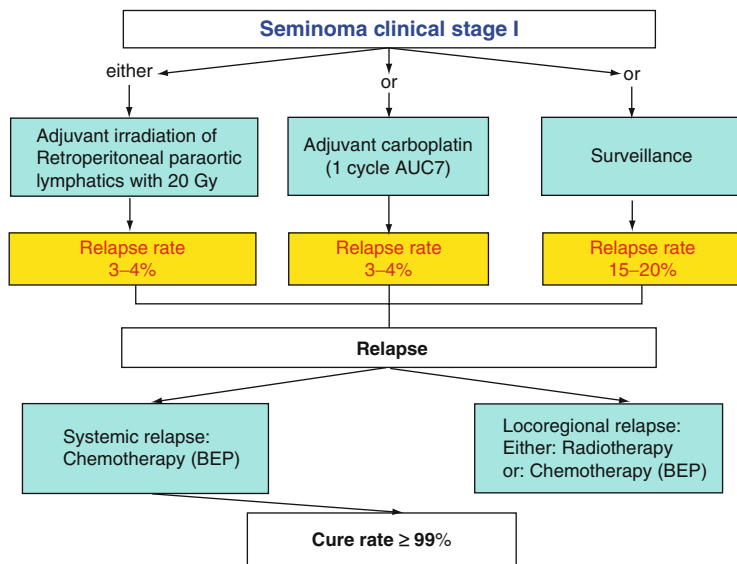 Seminoma clinical stage I
either
or
or
Adjuvant irradiation of
Retroperitoneal paraortic
lymphatics with 20 Gy
Adjuvant carboplatin
(1 cycle AUC7)
Surveillance
Relapse rate
3–4%
Relapse rate
3–4%
Relapse rate
15–20%
Relapse
Systemic relapse:
Chemotherapy (BEP)
Locoregional relapse:
Either: Radiotherapy
or: Chemotherapy (BEP)
Cure rate ≥ 99%